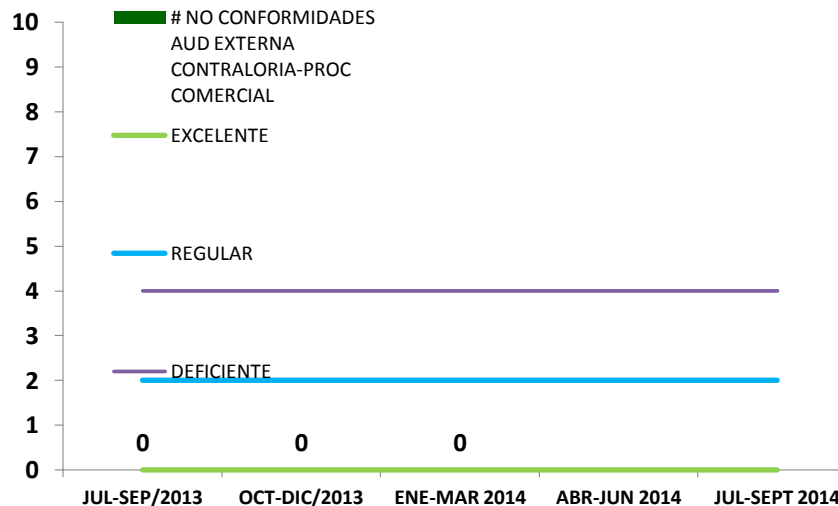 10
# NO CONFORMIDADES
AUD EXTERNA
CONTRALORIA-PROC
COMERCIAL
9
8
EXCELENTE
7
6
5
REGULAR
4
3
DEFICIENTE
2
1
0 0 0
0
JUL-SEP/2013 OCT-DIC/2013 ENE-MAR 2014 ABR-JUN 2014 JUL-SEPT 2014